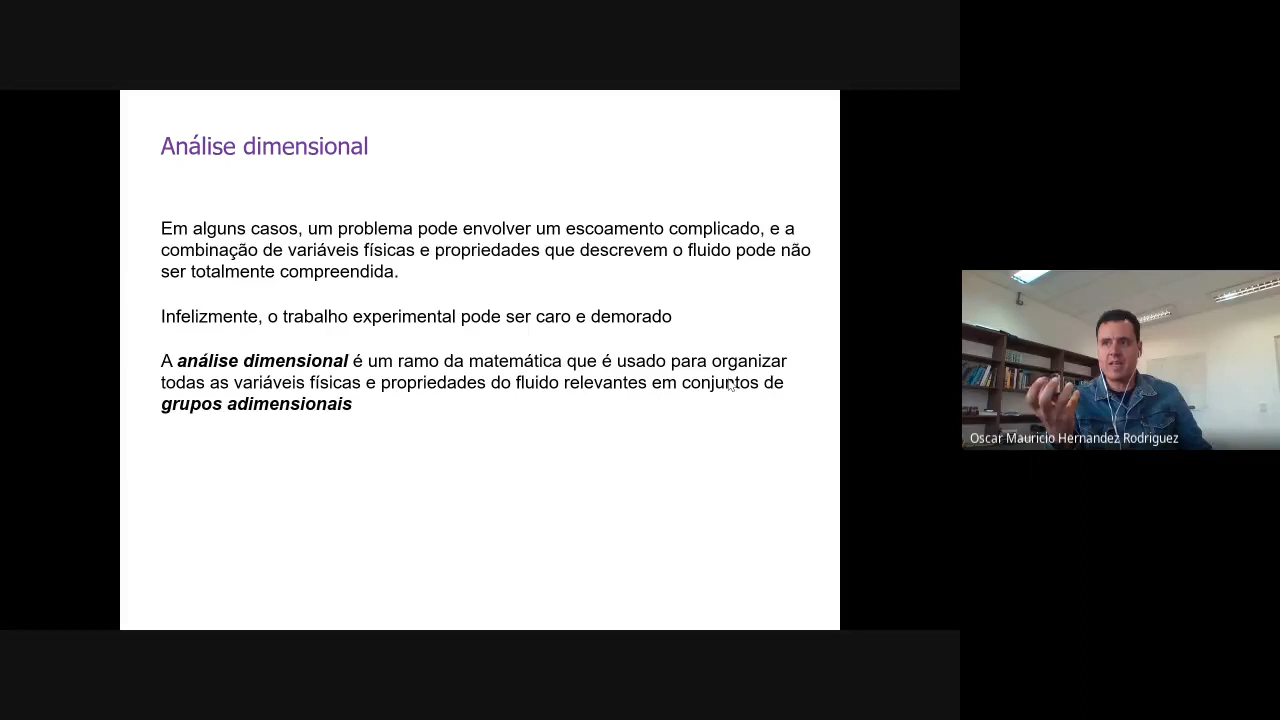 Análise dimensional
Em alguns casos, um problema pode envolver um escoamento complicado, e a
combinação de variáveis físicas e propriedades que descrevem o fluido pode não
ser totalmente compreendida.
Infelizmente, o trabalho experimental pode ser caro e demorado
A análise dimensional é um ramo da matemática que é usado para organizar
todas as variáveis físicas e propriedades do fluido relevantes em conjuntos de
grupos adimensionais
Oscar Mauricio Hernandez Rodriguez